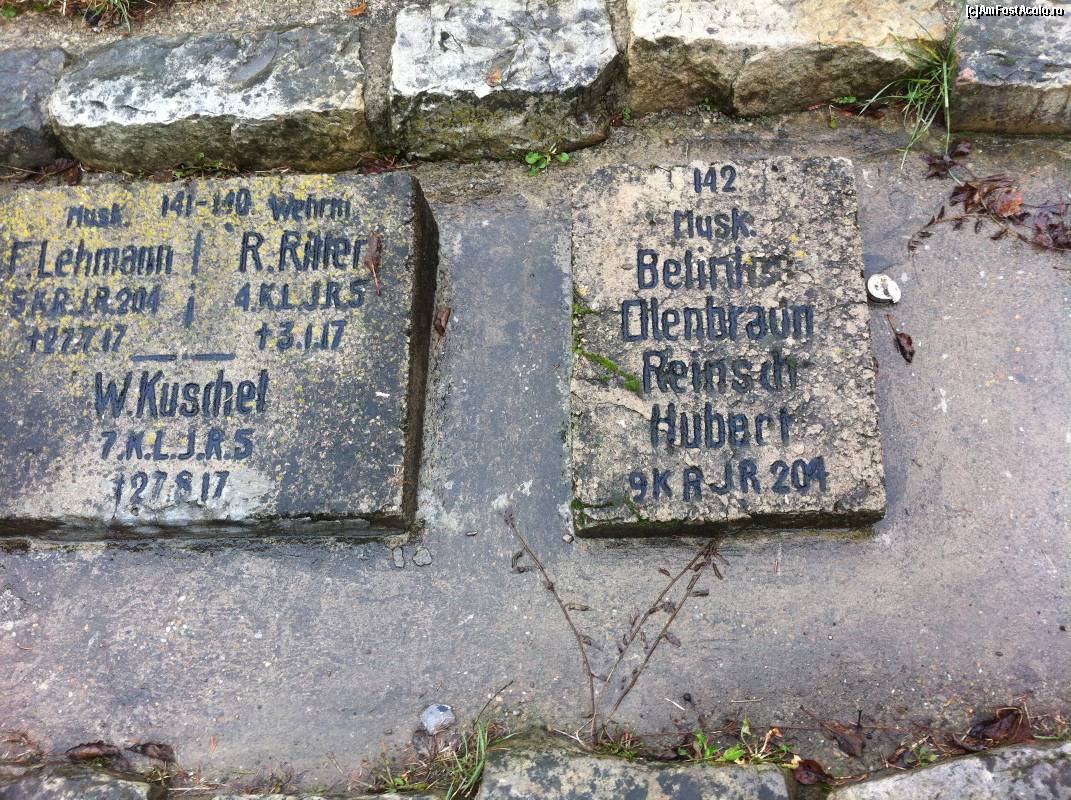 (c)AmFostAcolo.ro
Musk. 141-140. Wehrm.
F. Lehmann R. Ritter
5.K.R.J.R.204 4.K.L.J.R.5
†27.7.17 †3.1.17
W. Kuschel
7.K.L.J.R.5
†27.8.17
142
Musk.
Olenbraun
Reinsch
Hubert
9 K R J R 204